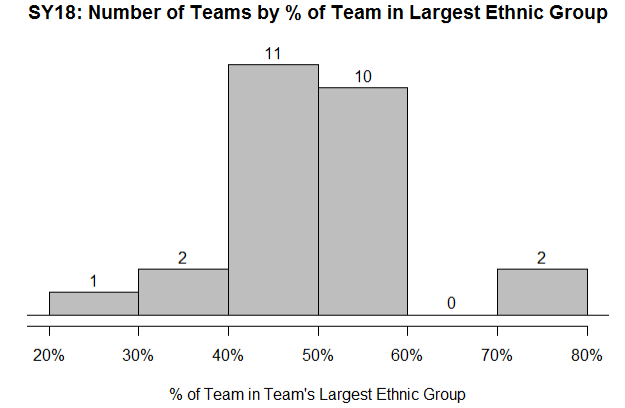 SY18: Number of Teams by % of Team in Largest Ethnic Group
11
10
1
2
0
2
20% 30% 40% 50% 60% 70% 80%
% of Team in Team's Largest Ethnic Group